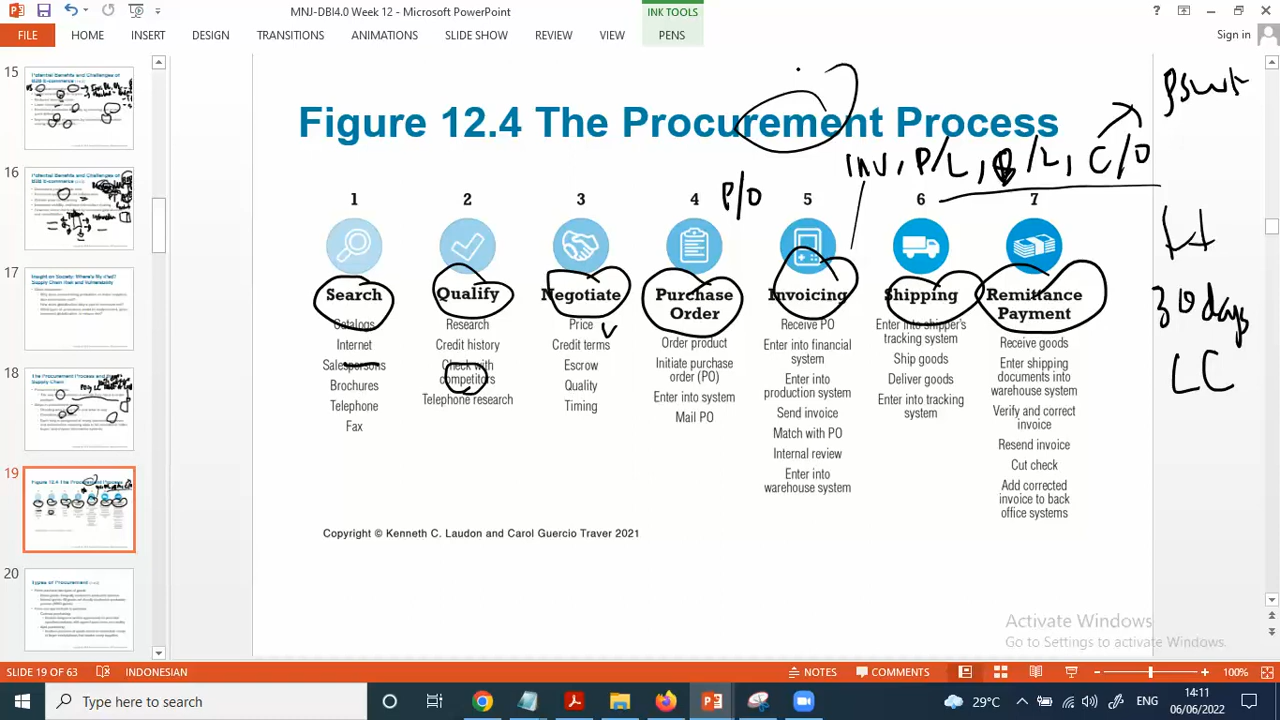 MNJ-DBI4.0 Week 12 - Microsoft PowerPoint
INK TOOLS
FILE HOME INSERT DESIGN TRANSITIONS ANIMATIONS SLIDE SHOW REVIEW VIEW PENS
Sign in
15
16
17
18
19
20
Types of Procurement
Figure 12.4 The Procurement Process
Inv, P/L, B/L, C/O
P/O
1 2 3 4 5 6 7
Search
Catalogs
Internet
Salespersons
Brochures
Telephone
Fax
Qualify
Research
Credit history
Check with
competitors
Telephone research
Negotiate
Price
Credit terms
Escrow
Quality
Timing
Purchase
Order
Order product
Initiate purchase
order (PO)
Enter into system
Mail PO
Invoicing
Receive PO
Enter into financial
system
Enter into
production system
Send invoice
Match with PO
Internal review
Enter into
warehouse system
Shipping
Enter into shipper's
tracking system
Ship goods
Deliver goods
Enter into tracking
system
Remittance
Payment
Receive goods
Enter shipping
documents into
warehouse system
Verify and correct
invoice
Resend invoice
Cut check
Add corrected
invoice to back
office systems
30 days
LC
Copyright © Kenneth C. Laudon and Carol Guercio Traver 2021
Activate Windows
Go to Settings to activate Windows.
SLIDE 19 OF 63 INDONESIAN NOTES COMMENTS 100%
Type here to search
29°C
ENG
14:11
06/06/2022